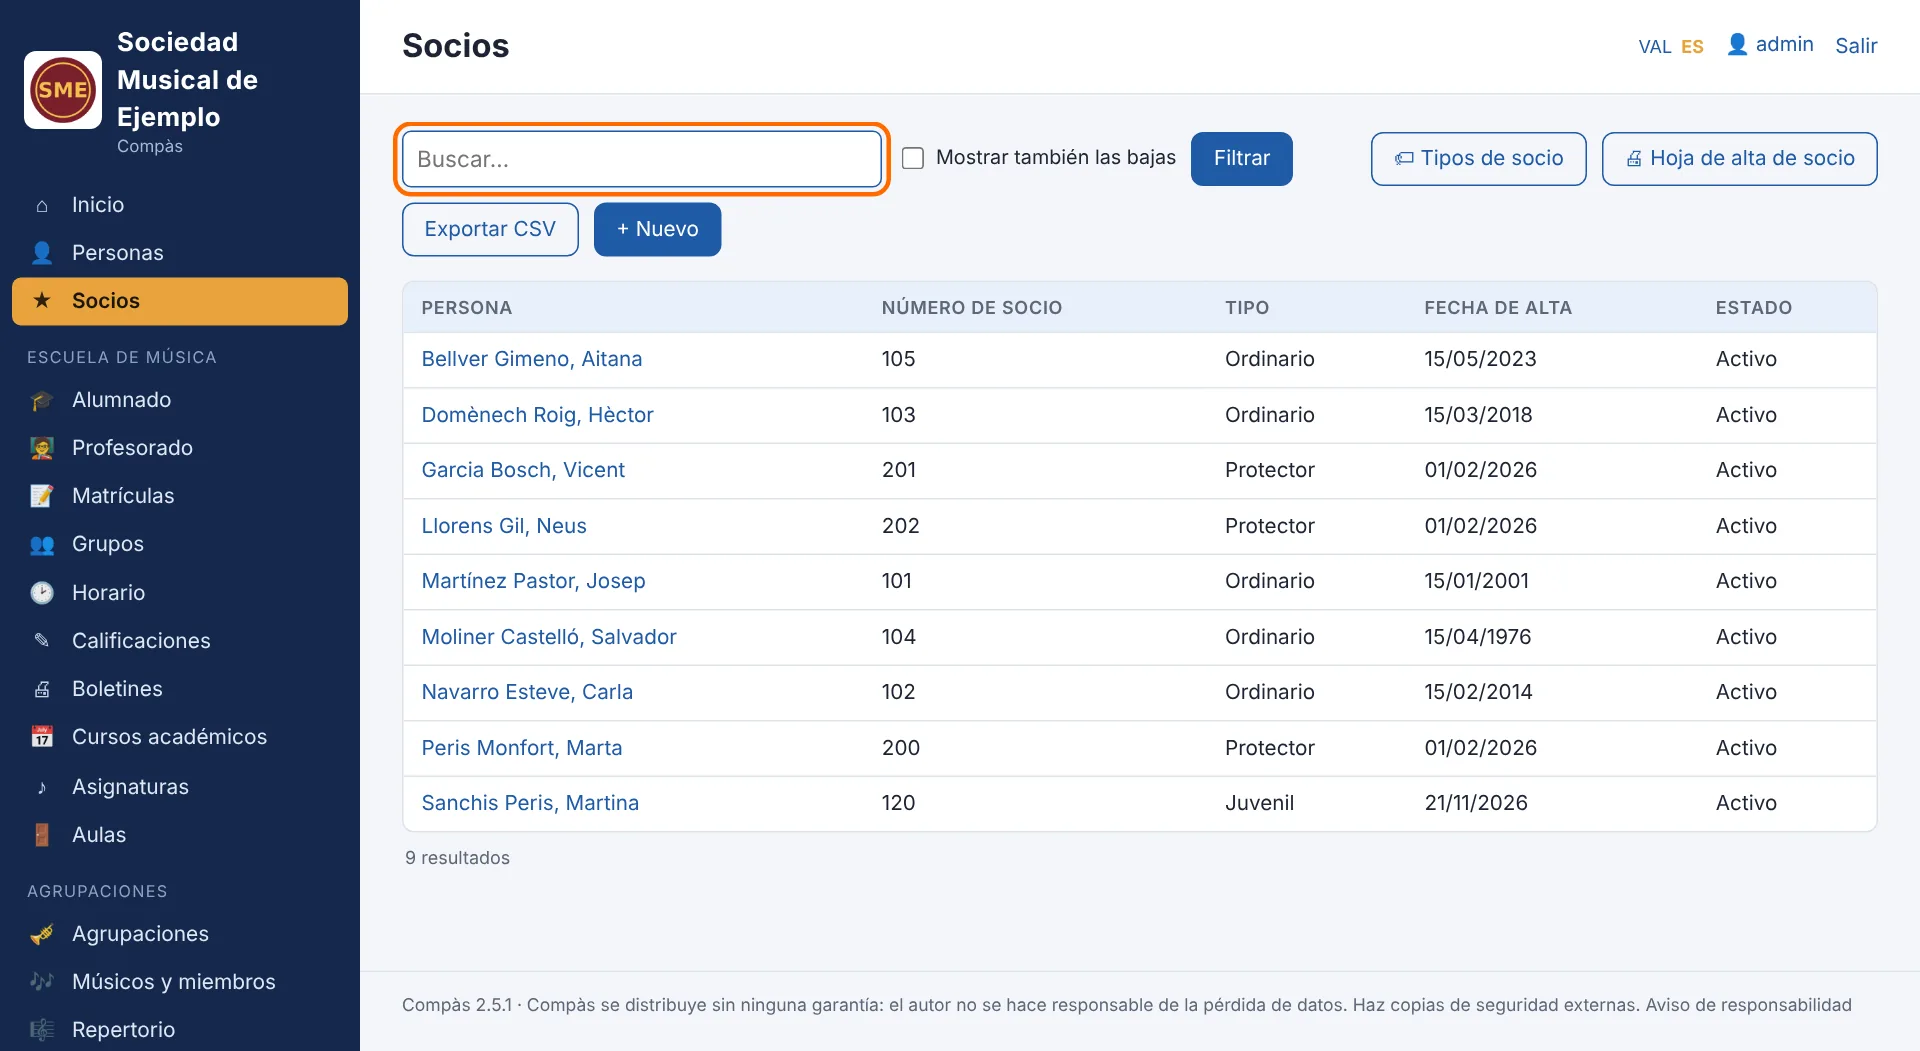 SME
Sociedad
Musical de
Ejemplo
Compàs
Inicio
Personas
Socios
ESCUELA DE MÚSICA
Alumnado
Profesorado
Matrículas
Grupos
Horario
Calificaciones
Boletines
Cursos académicos
Asignaturas
Aulas
AGRUPACIONES
Agrupaciones
Músicos y miembros
Repertorio
Socios
VAL ES admin Salir
Buscar... Mostrar también las bajas Filtrar Tipos de socio Hoja de alta de socio
Exportar CSV + Nuevo
PERSONA NÚMERO DE SOCIO TIPO FECHA DE ALTA ESTADO
Bellver Gimeno, Aitana 105 Ordinario 15/05/2023 Activo
Domènech Roig, Hèctor 103 Ordinario 15/03/2018 Activo
Garcia Bosch, Vicent 201 Protector 01/02/2026 Activo
Llorens Gil, Neus 202 Protector 01/02/2026 Activo
Martínez Pastor, Josep 101 Ordinario 15/01/2001 Activo
Moliner Castelló, Salvador 104 Ordinario 15/04/1976 Activo
Navarro Esteve, Carla 102 Ordinario 15/02/2014 Activo
Peris Monfort, Marta 200 Protector 01/02/2026 Activo
Sanchis Peris, Martina 120 Juvenil 21/11/2026 Activo
9 resultados
Compàs 2.5.1 · Compàs se distribuye sin ninguna garantía: el autor no se hace responsable de la pérdida de datos. Haz copias de seguridad externas. Aviso de responsabilidad